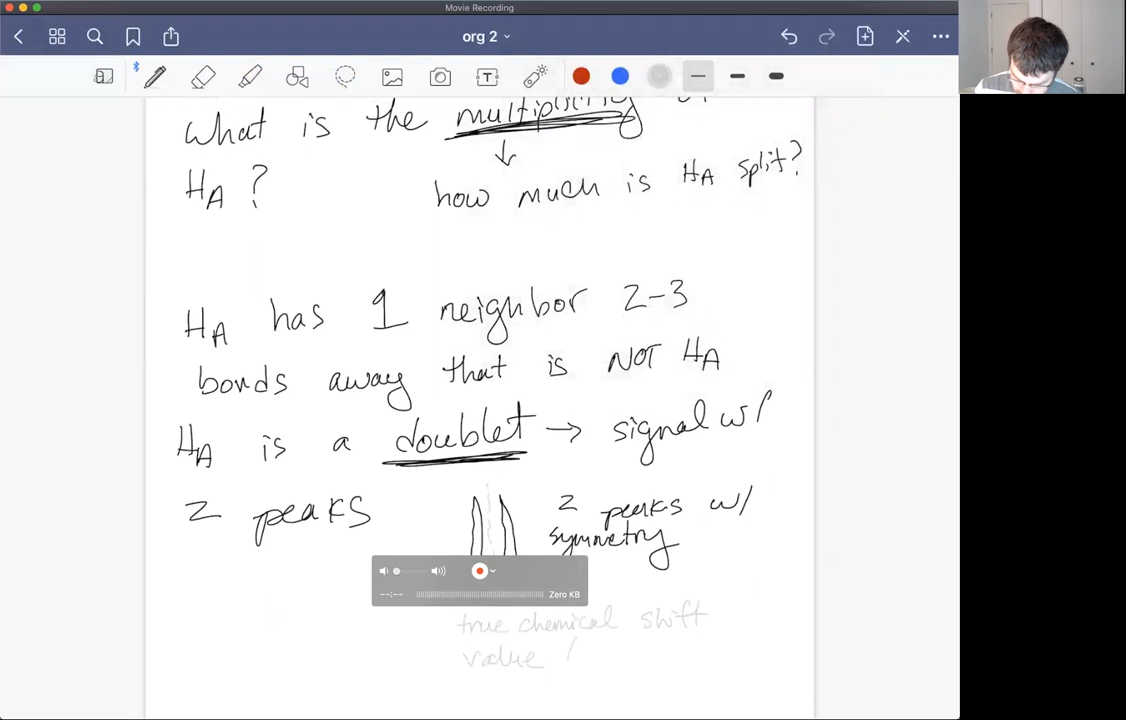 Movie Recording
org 2
What is the multiplicity of
HA ?
how much is HA split?
HA has 1 neighbor 2-3
bonds away that is NOT HA
HA is a doublet → signal w/
2 peaks
2 peaks w/
symmetry
--:--
Zero KB
true chemical shift
value